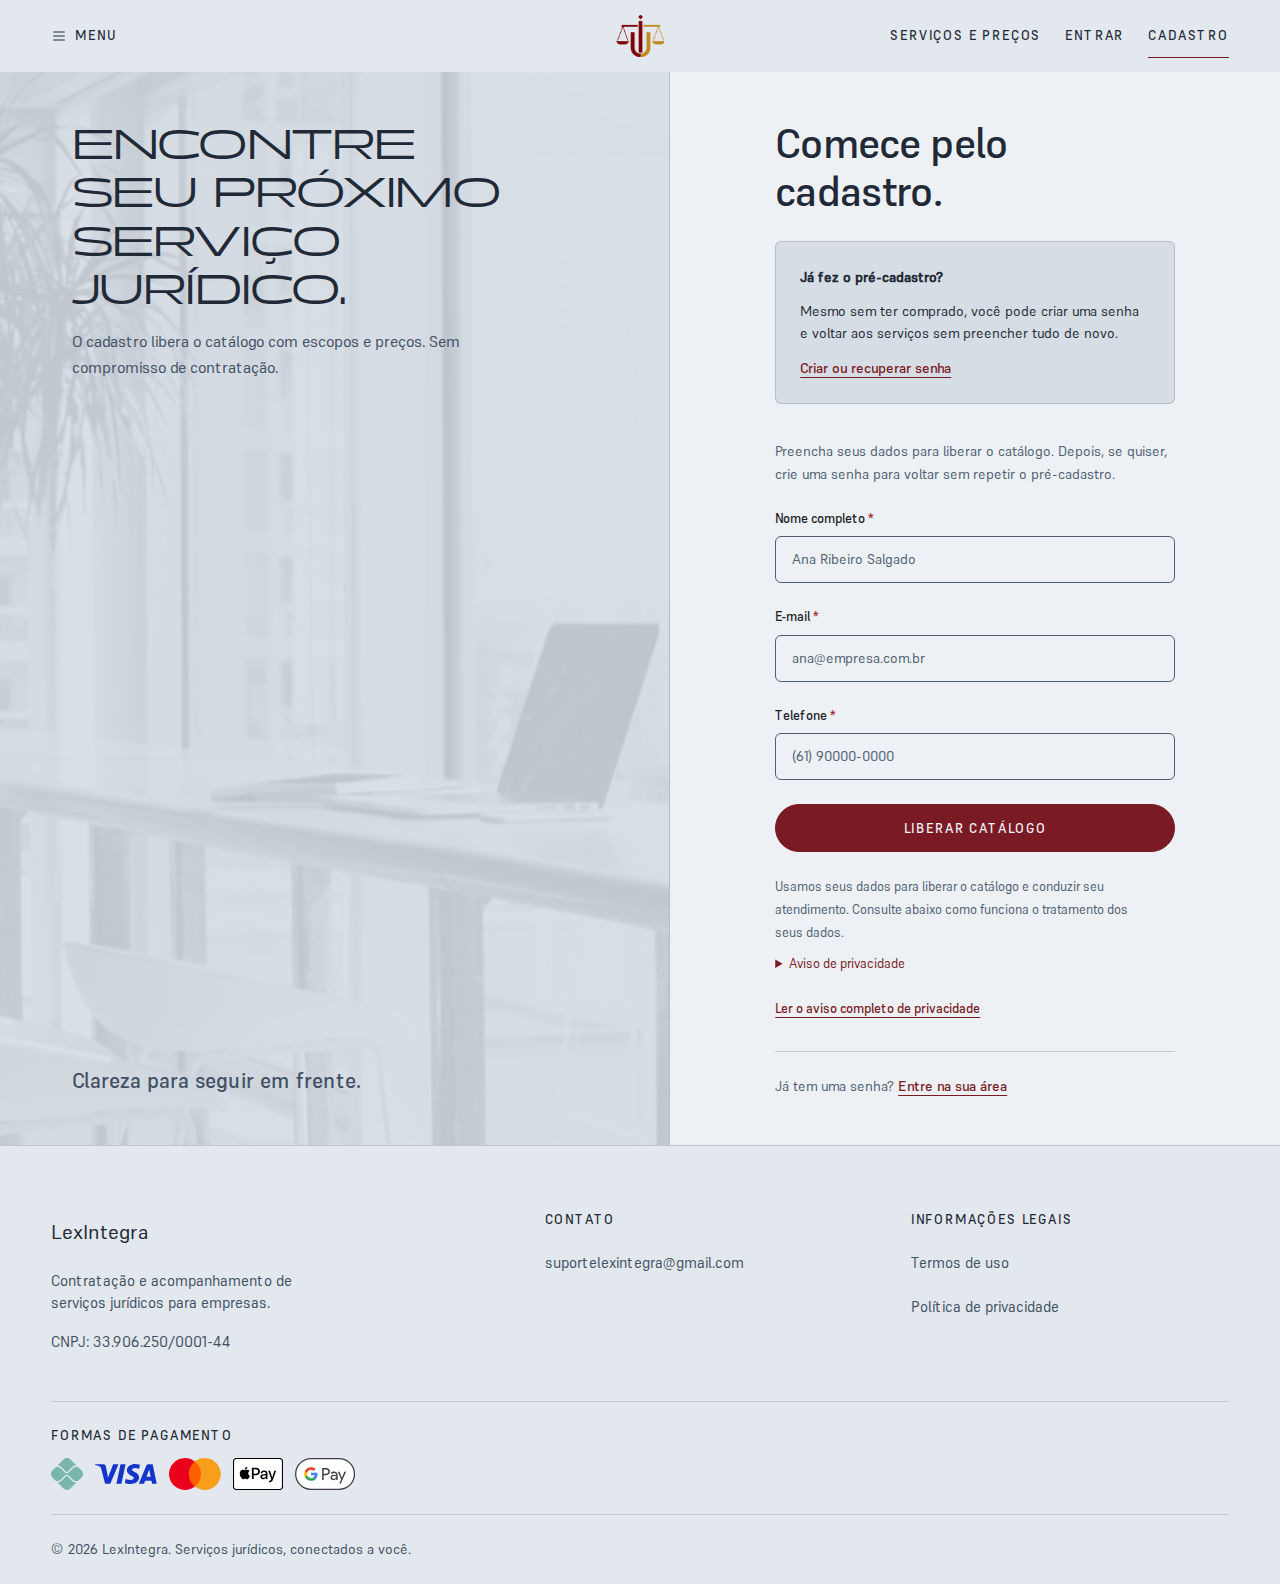 MENU
SERVIÇOS E PREÇOS
ENTRAR
CADASTRO
ENCONTRE
SEU PRÓXIMO
SERVIÇO
JURÍDICO.
O cadastro libera o catálogo com escopos e preços. Sem
compromisso de contratação.
Clareza para seguir em frente.
Comece pelo
cadastro.
Já fez o pré-cadastro?
Mesmo sem ter comprado, você pode criar uma senha
e voltar aos serviços sem preencher tudo de novo.
Criar ou recuperar senha
Preencha seus dados para liberar o catálogo. Depois, se quiser,
crie uma senha para voltar sem repetir o pré-cadastro.
Nome completo *
Ana Ribeiro Salgado
E-mail *
ana@empresa.com.br
Telefone *
(61) 90000-0000
LIBERAR CATÁLOGO
Usamos seus dados para liberar o catálogo e conduzir seu
atendimento. Consulte abaixo como funciona o tratamento dos
seus dados.
Aviso de privacidade
Ler o aviso completo de privacidade
Já tem uma senha? Entre na sua área
LexIntegra
Contratação e acompanhamento de
serviços jurídicos para empresas.
CNPJ: 33.906.250/0001-44
CONTATO
suportelexintegra@gmail.com
INFORMAÇÕES LEGAIS
Termos de uso
Política de privacidade
FORMAS DE PAGAMENTO
VISA
Pay
G Pay
© 2026 LexIntegra. Serviços jurídicos, conectados a você.